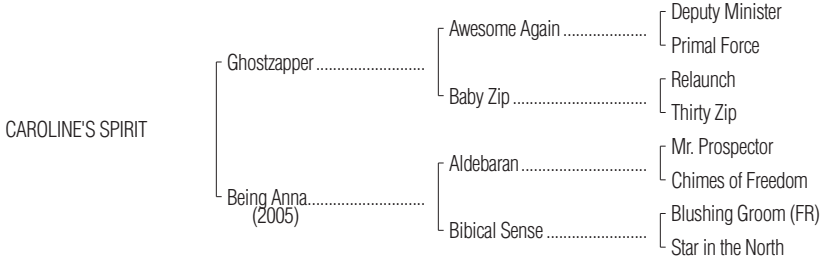 Deputy Minister
Awesome Again ......................
Primal Force
Ghostzapper ..........................
Relaunch
Baby Zip ..................................
Thirty Zip
CAROLINE'S SPIRIT
Mr. Prospector
Aldebaran ................................
Chimes of Freedom
Being Anna ............................
(2005)
Blushing Groom (FR)
Bibical Sense ..........................
Star in the North